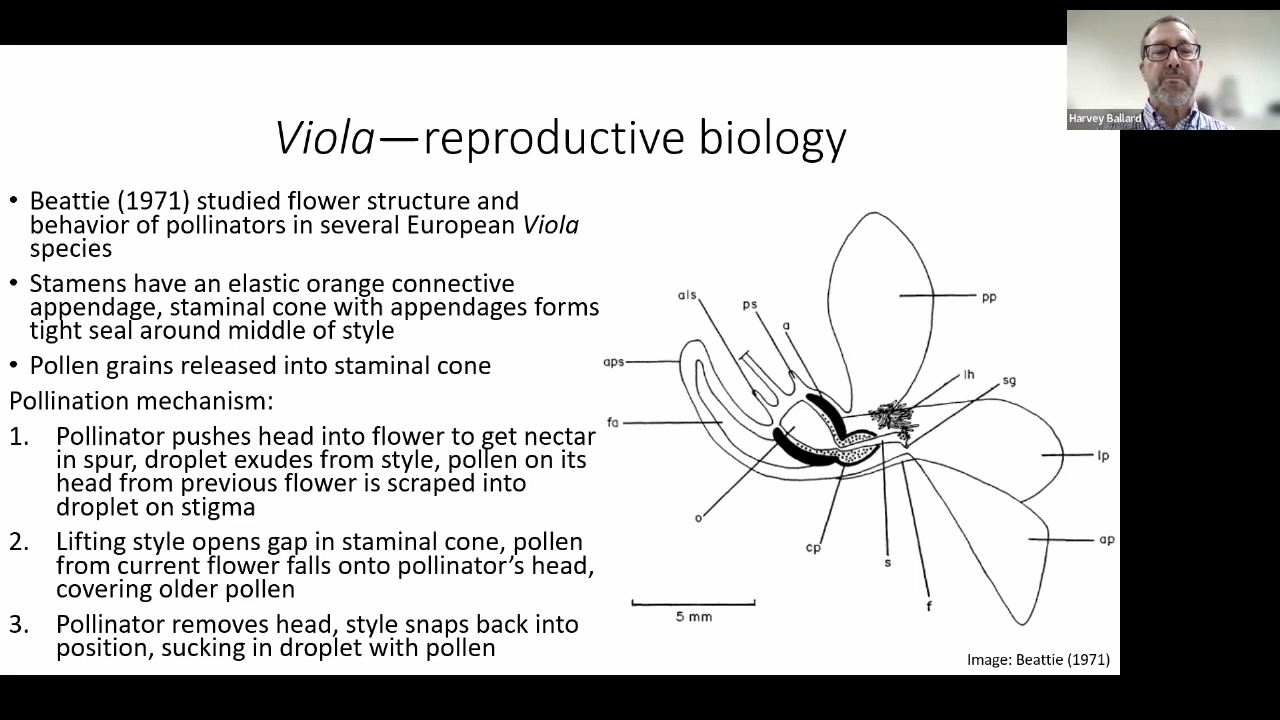 Harvey Ballard
Viola—reproductive biology
• Beattie (1971) studied flower structure and
behavior of pollinators in several European Viola
species
• Stamens have an elastic orange connective
appendage, staminal cone with appendages forms
tight seal around middle of style
• Pollen grains released into staminal cone
Pollination mechanism:
1. Pollinator pushes head into flower to get nectar
in spur, droplet exudes from style, pollen on its
head from previous flower is scraped into
droplet on stigma
2. Lifting style opens gap in staminal cone, pollen
from current flower falls onto pollinator’s head,
covering older pollen
3. Pollinator removes head, style snaps back into
position, sucking in droplet with pollen
als
ps
a
pp
aps
lh
sg
fa
lp
o
cp
s
f
ap
5 mm
Image: Beattie (1971)